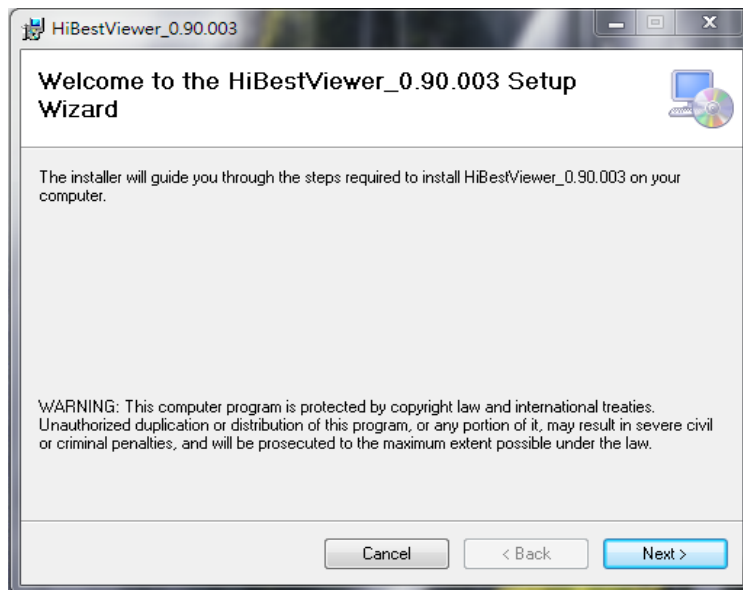 HiBestViewer_0.90.003
Welcome to the HiBestViewer_0.90.003 Setup
Wizard
The installer will guide you through the steps required to install HiBestViewer_0.90.003 on your
computer.
WARNING: This computer program is protected by copyright law and international treaties.
Unauthorized duplication or distribution of this program, or any portion of it, may result in severe civil
or criminal penalties, and will be prosecuted to the maximum extent possible under the law.
Cancel
< Back
Next >